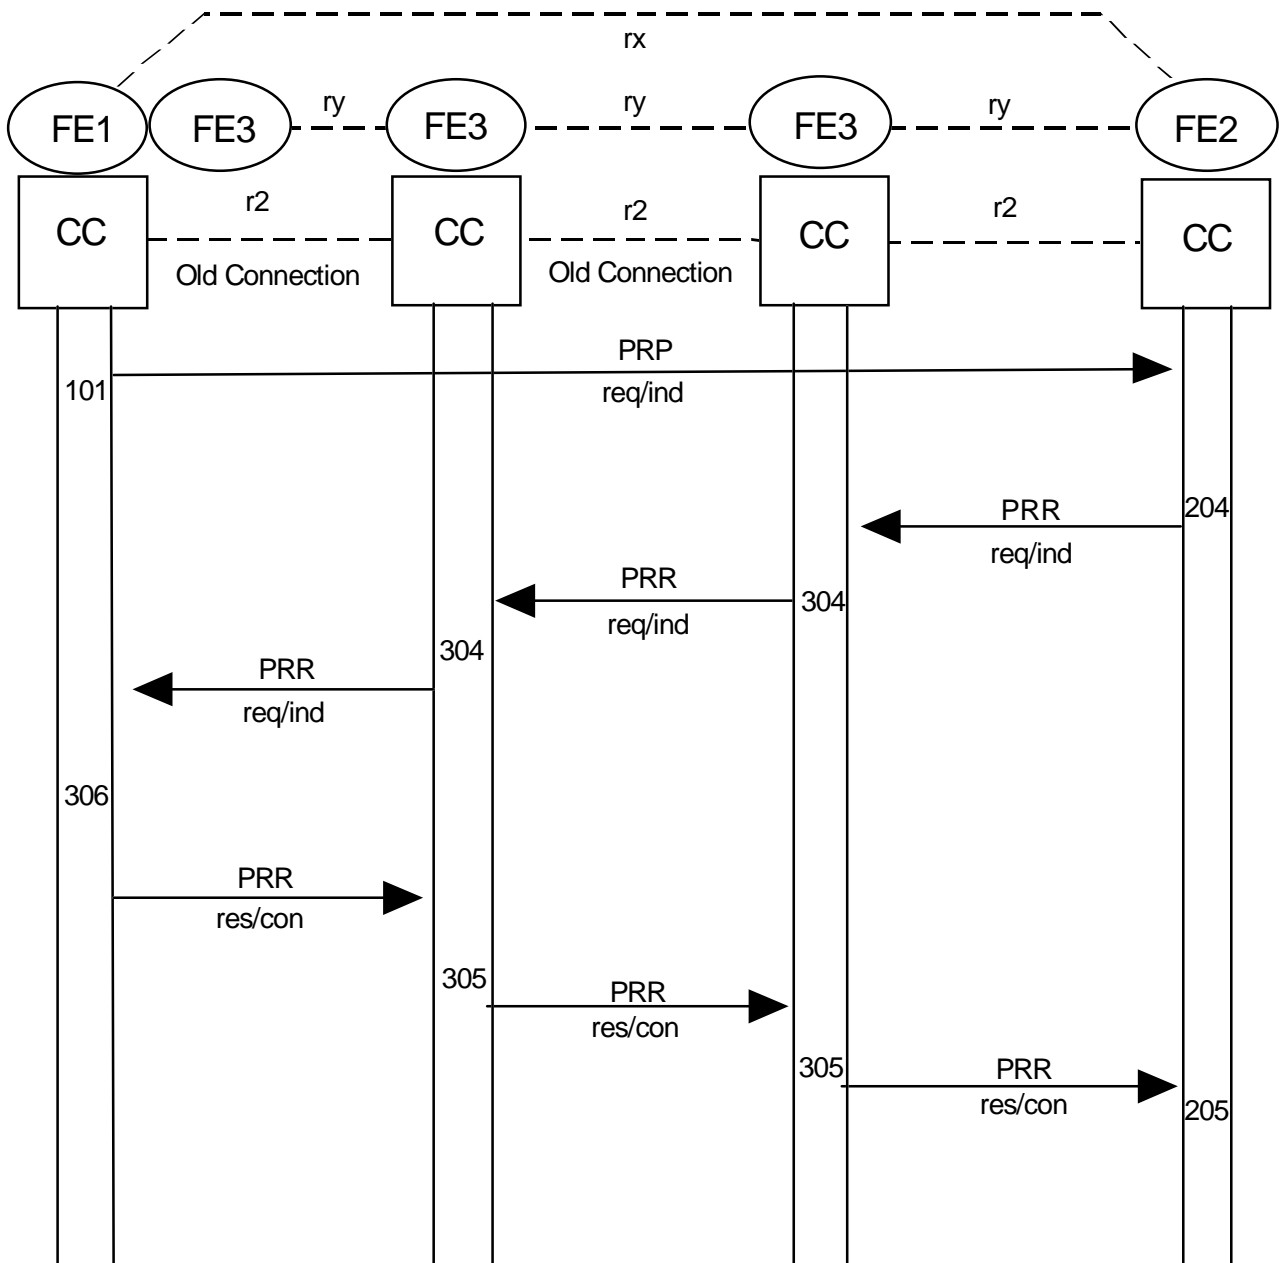 rx
FE1
FE3
ry
FE3
ry
FE3
ry
FE2
CC
r2
Old Connection
CC
r2
Old Connection
CC
r2
CC
101
PRP
req/ind
204
PRR
req/ind
304
PRR
req/ind
304
PRR
req/ind
306
PRR
res/con
305
PRR
res/con
305
PRR
res/con
205